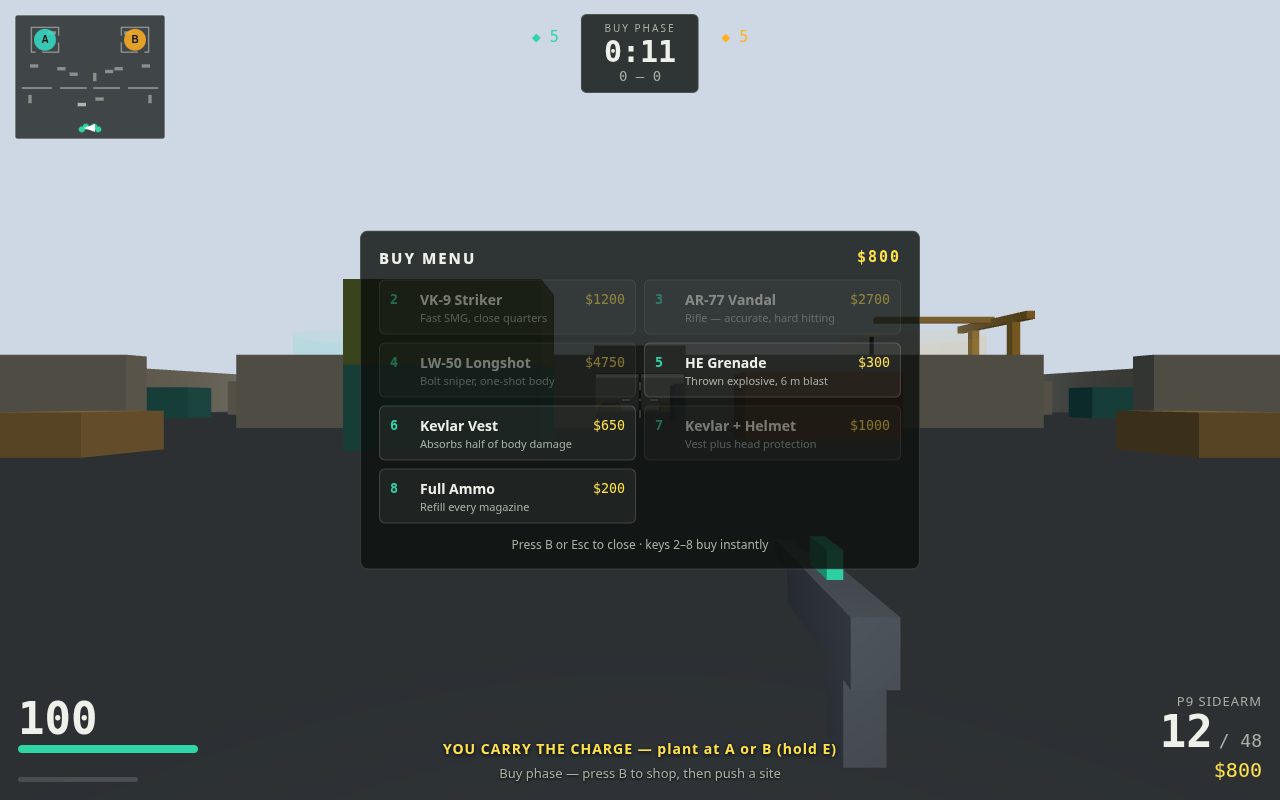 A
B
◆ 5
BUY PHASE
0:11
0 — 0
◆ 5
BUY MENU
$800
2 VK-9 Striker $1200
Fast SMG, close quarters
3 AR-77 Vandal $2700
Rifle — accurate, hard hitting
4 LW-50 Longshot $4750
Bolt sniper, one-shot body
5 HE Grenade $300
Thrown explosive, 6 m blast
6 Kevlar Vest $650
Absorbs half of body damage
7 Kevlar + Helmet $1000
Vest plus head protection
8 Full Ammo $200
Refill every magazine
Press B or Esc to close · keys 2–8 buy instantly
100
YOU CARRY THE CHARGE — plant at A or B (hold E)
Buy phase — press B to shop, then push a site
P9 SIDEARM
12 / 48
$800